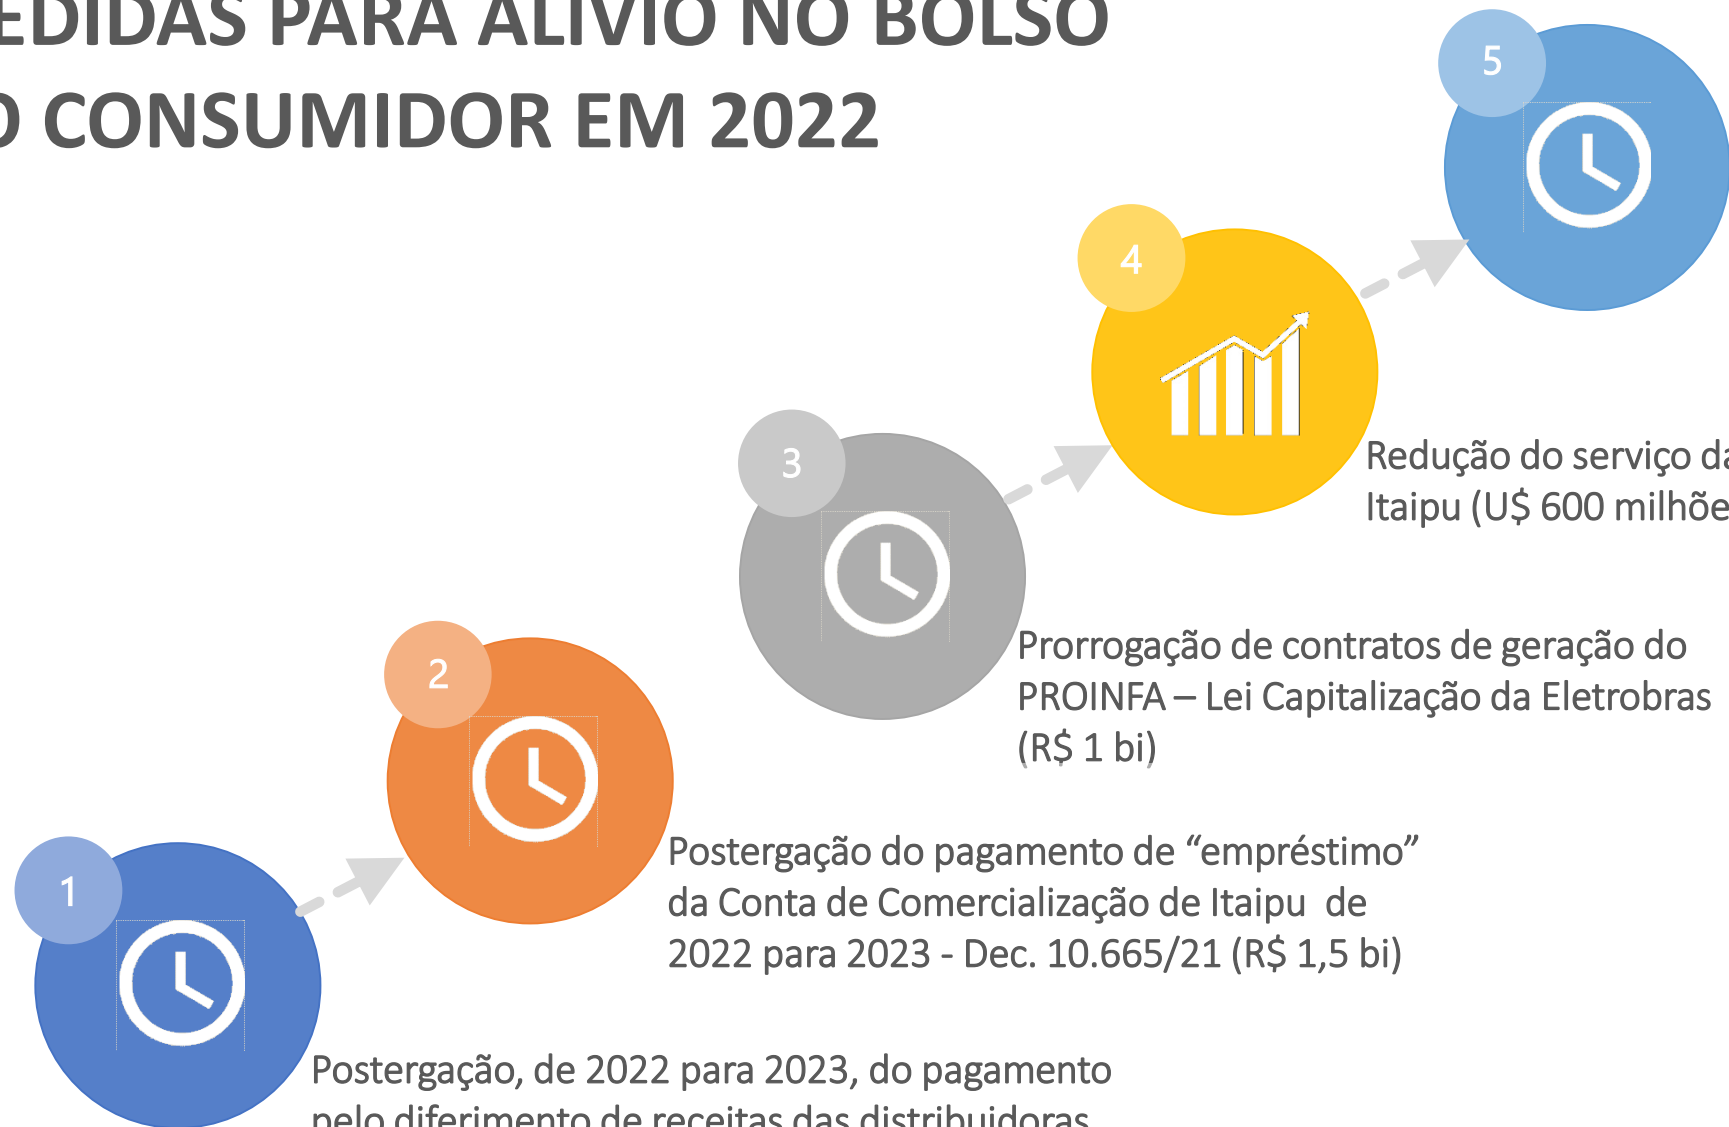 EDIDAS PARA ALÍVIO NO BOLSO
O CONSUMIDOR EM 2022
5
4
Redução do serviço da
Itaipu (U$ 600 milhõe
3
Prorrogação de contratos de geração do
PROINFA – Lei Capitalização da Eletrobras
(R$ 1 bi)
2
Postergação do pagamento de “empréstimo”
da Conta de Comercialização de Itaipu de
2022 para 2023 - Dec. 10.665/21 (R$ 1,5 bi)
1
Postergação, de 2022 para 2023, do pagamento
pelo diferimento de receitas das distribuidoras